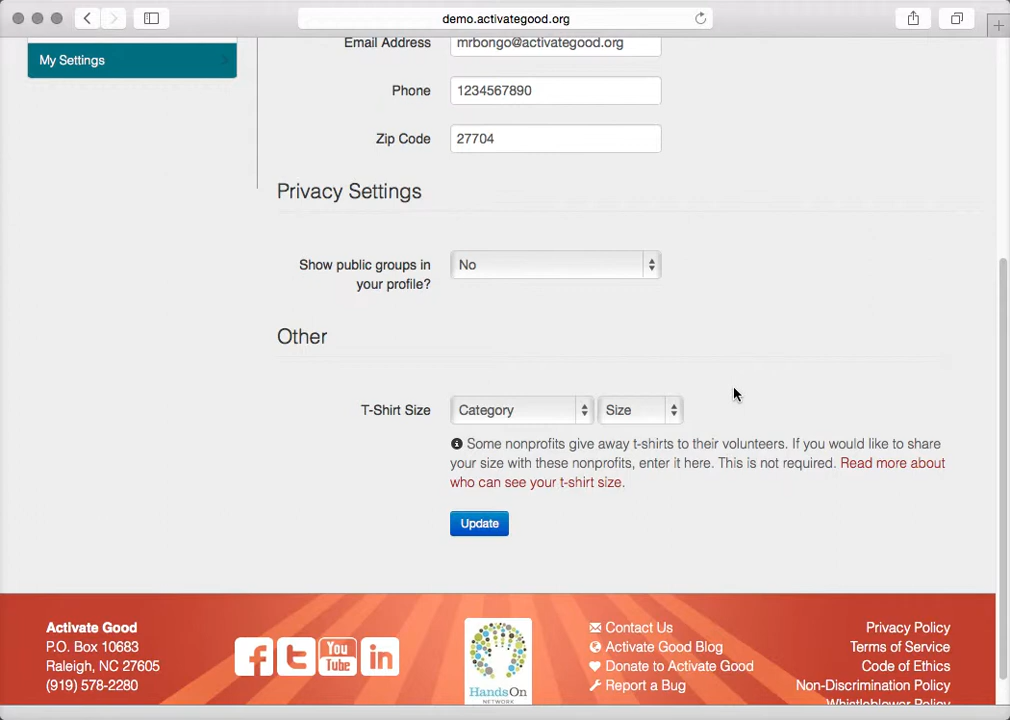 demo.activategood.org
Email Address mrbongo@activategood.org
My Settings
Phone 1234567890
Zip Code 27704
Privacy Settings
Show public groups in No
your profile?
Other
T-Shirt Size Category Size
Some nonprofits give away t-shirts to their volunteers. If you would like to share
your size with these nonprofits, enter it here. This is not required. Read more about
who can see your t-shirt size.
Update
Activate Good
P.O. Box 10683
Raleigh, NC 27605
(919) 578-2280
You
Tube
in
HandsOn
NETWORK
Contact Us
Activate Good Blog
Donate to Activate Good
Report a Bug
Privacy Policy
Terms of Service
Code of Ethics
Non-Discrimination Policy
Whistleblower Policy